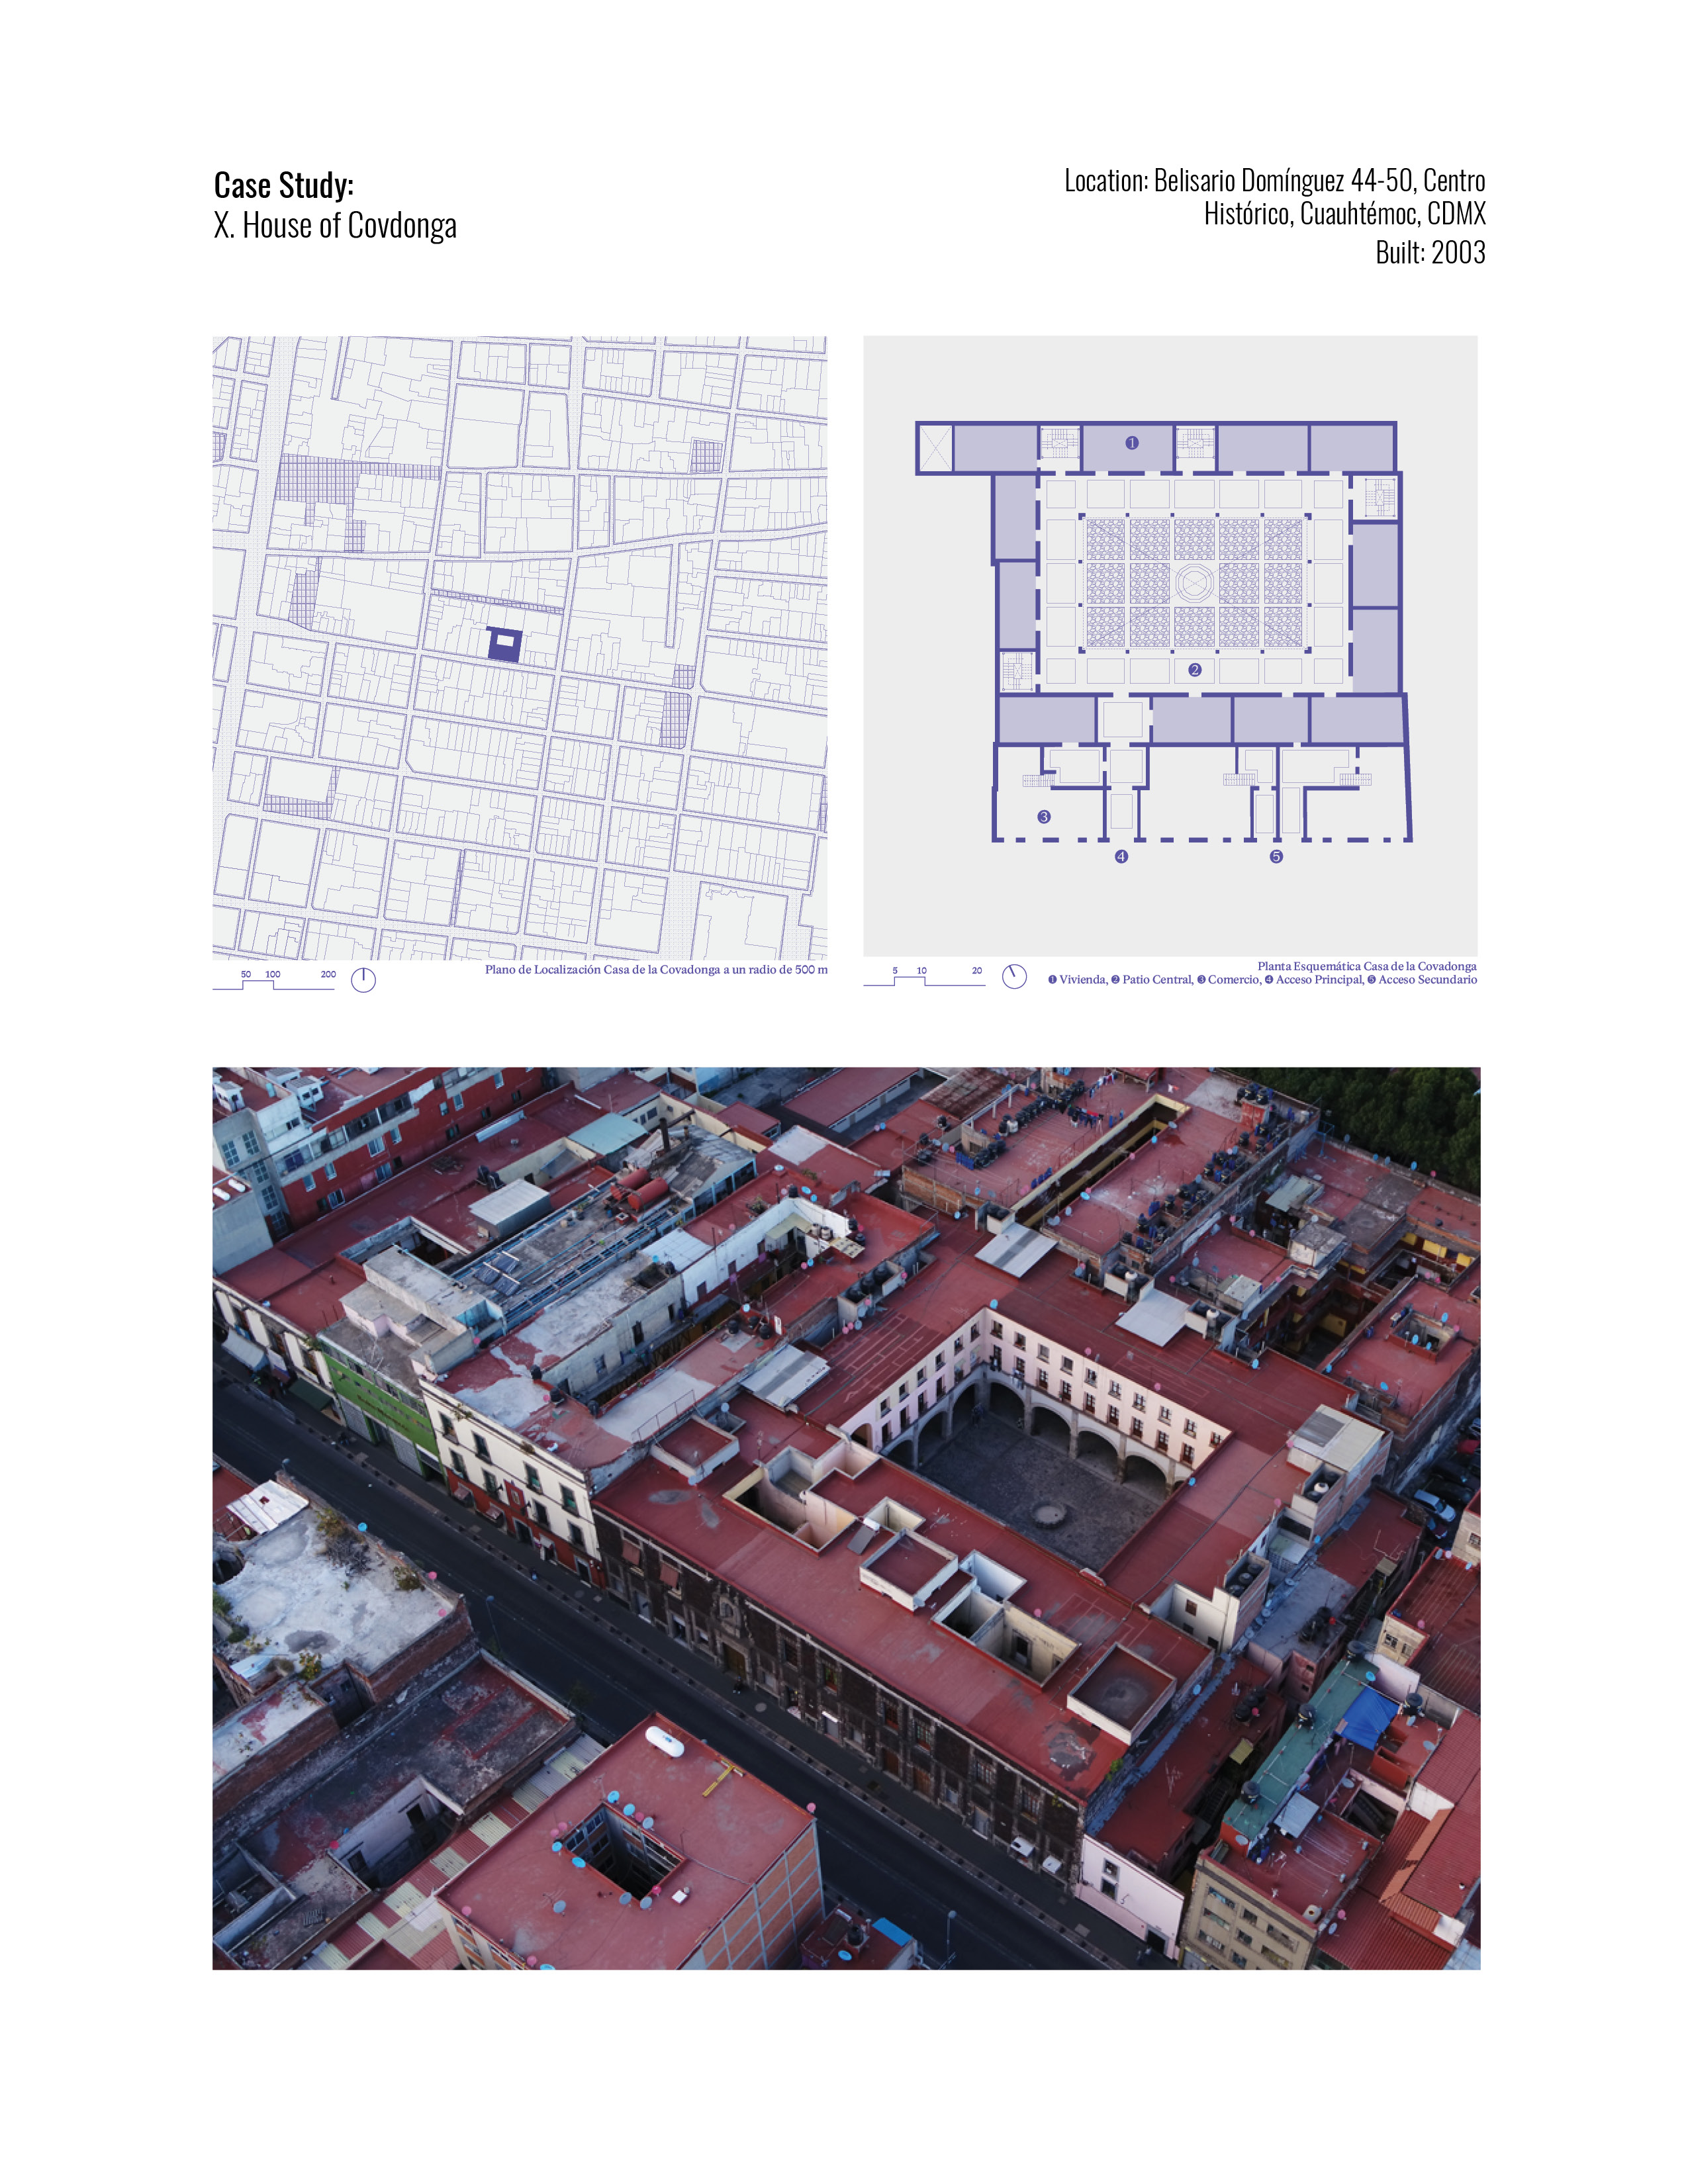 Case Study:
X. House of Covdonga
Location: Belisario Domínguez 44-50, Centro
Histórico, Cuauhtémoc, CDMX
Built: 2003
1
2
3
4
5
50 100 200
Plano de Localización Casa de la Covadonga a un radio de 500 m
5 10 20
Planta Esquemática Casa de la Covadonga
❶ Vivienda, ❷ Patio Central, ❸ Comercio, ❹ Acceso Principal, ❺ Acceso Secundario